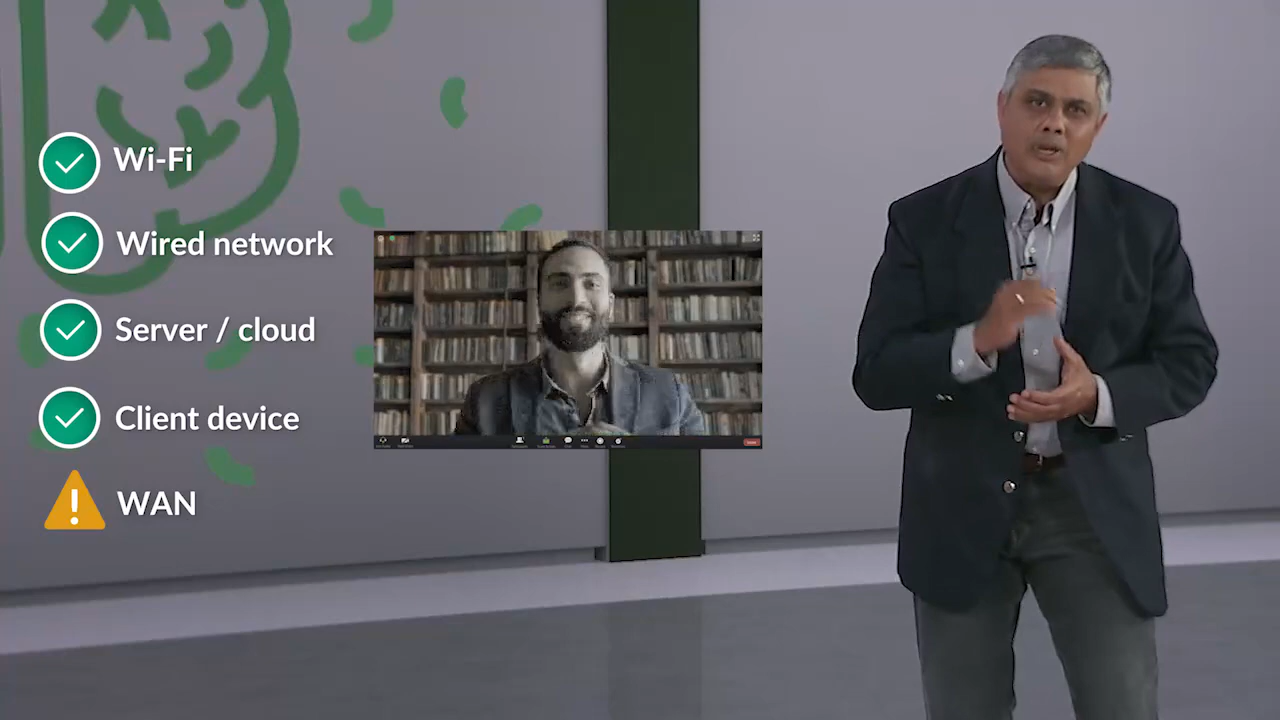 Wi-Fi
Wired network
Server / cloud
Client device
WAN